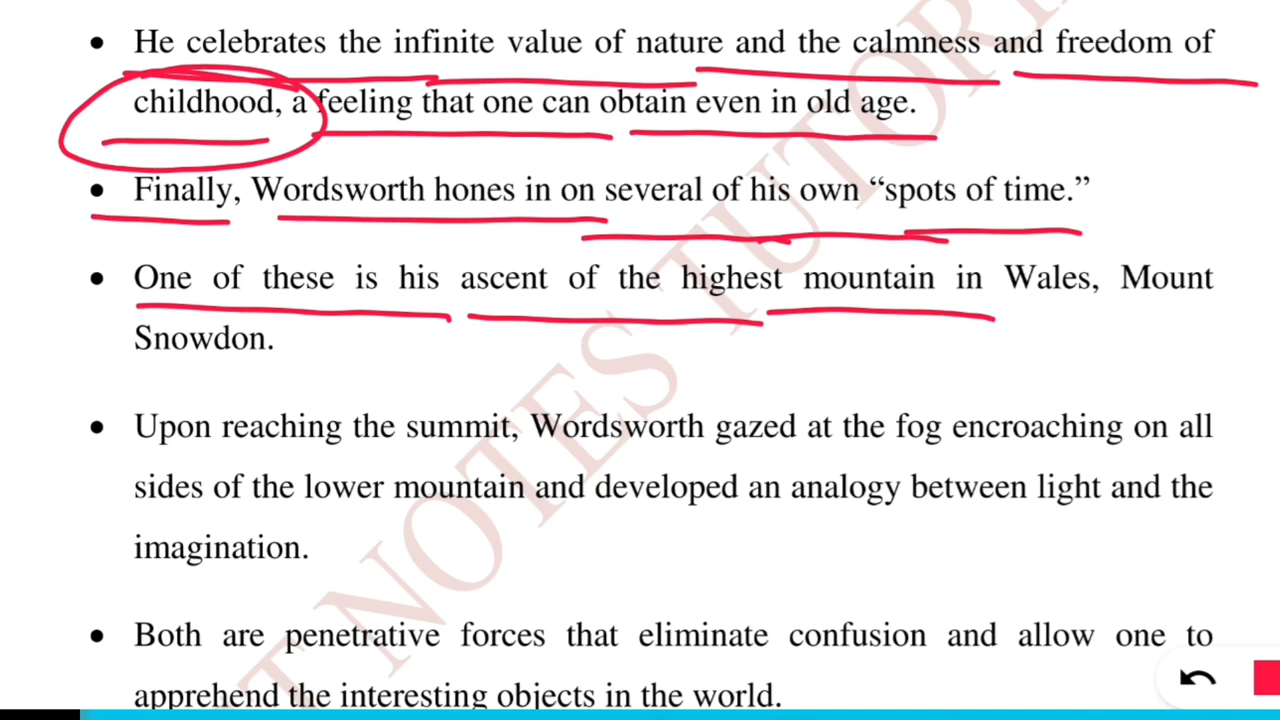 • He celebrates the infinite value of nature and the calmness and freedom of
childhood, a feeling that one can obtain even in old age.
• Finally, Wordsworth hones in on several of his own “spots of time.”
• One of these is his ascent of the highest mountain in Wales, Mount
Snowdon.
• Upon reaching the summit, Wordsworth gazed at the fog encroaching on all
sides of the lower mountain and developed an analogy between light and the
imagination.
• Both are penetrative forces that eliminate confusion and allow one to
apprehend the interesting objects in the world.
T NOTES TUTOR